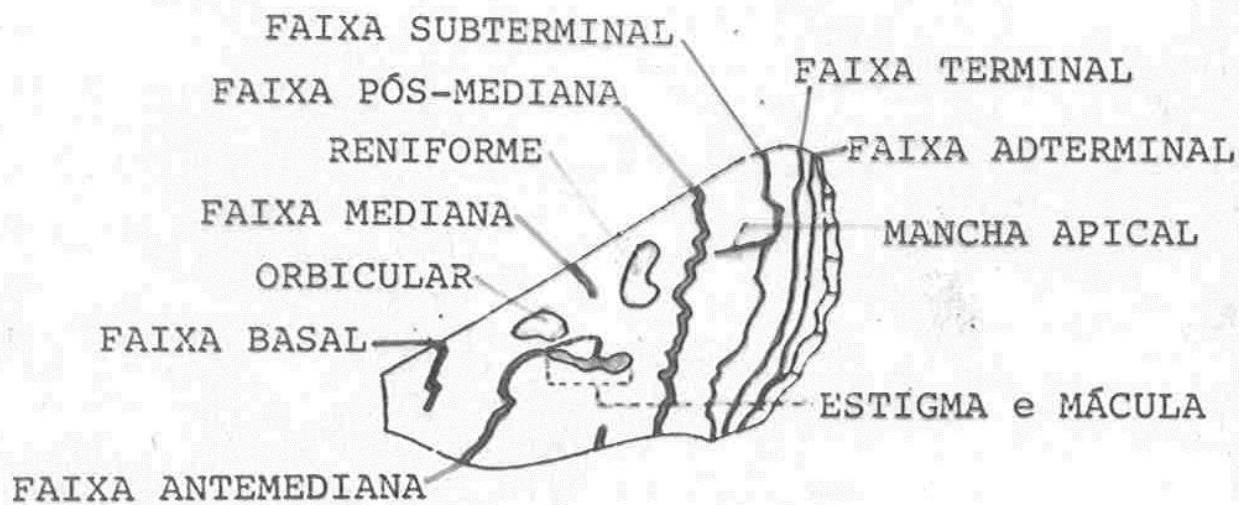 FAIXA SUBTERMINAL
FAIXA TERMINAL
FAIXA PÓS-MEDIANA
RENIFORME
FAIXA ADTERMINAL
FAIXA MEDIANA
MANCHA APICAL
ORBICULAR
FAIXA BASAL
ESTIGMA e MÁCULA
FAIXA ANTEMEDIANA